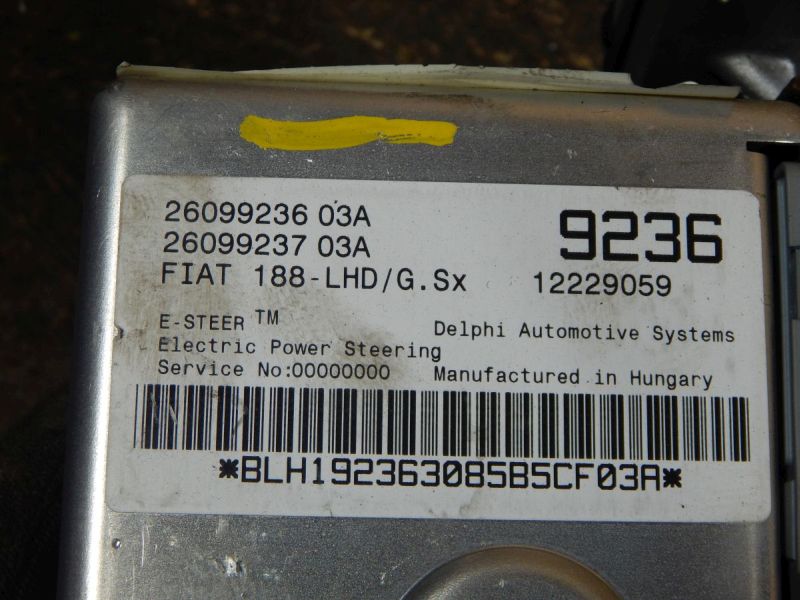 26099236 03A
9236
26099237 03A
FIAT 188-LHD/G.Sx 12229059
E-STEER TM
Delphi Automotive Systems
Electric Power Steering
Service No:00000000
Manufactured in Hungary
*BLH192363085B5CF03A*